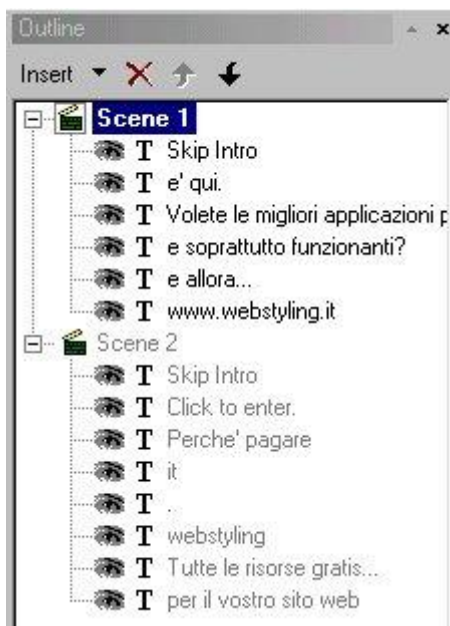 Outline
Insert
Scene 1
T Skip Intro
T e' qui.
T Volete le migliori applicazioni
T e soprattutto funzionanti?
T e allora...
T www.webstyling.it
Scene 2
T Skip Intro
T Click to enter.
T Perche' pagare
T it
T .
T webstyling
T Tutte le risorse gratis...
T per il vostro sito web